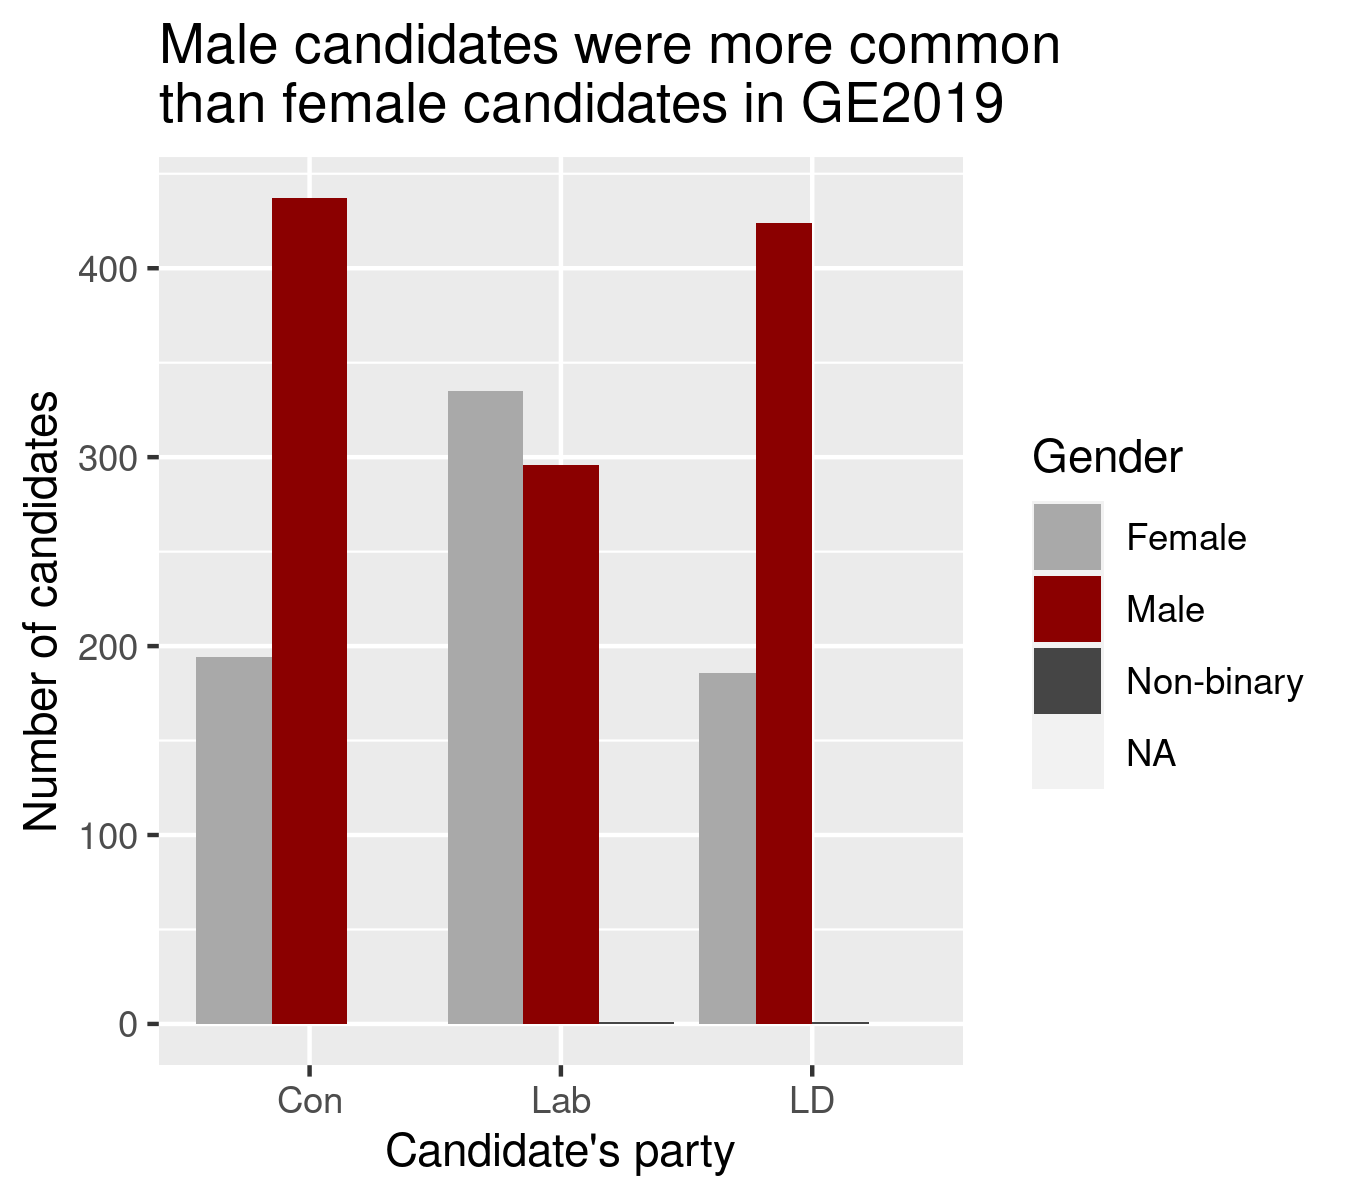 Male candidates were more common
than female candidates in GE2019
Number of candidates
400
300
200
100
0
Con
Lab
LD
Candidate's party
Gender
Female
Male
Non-binary
NA